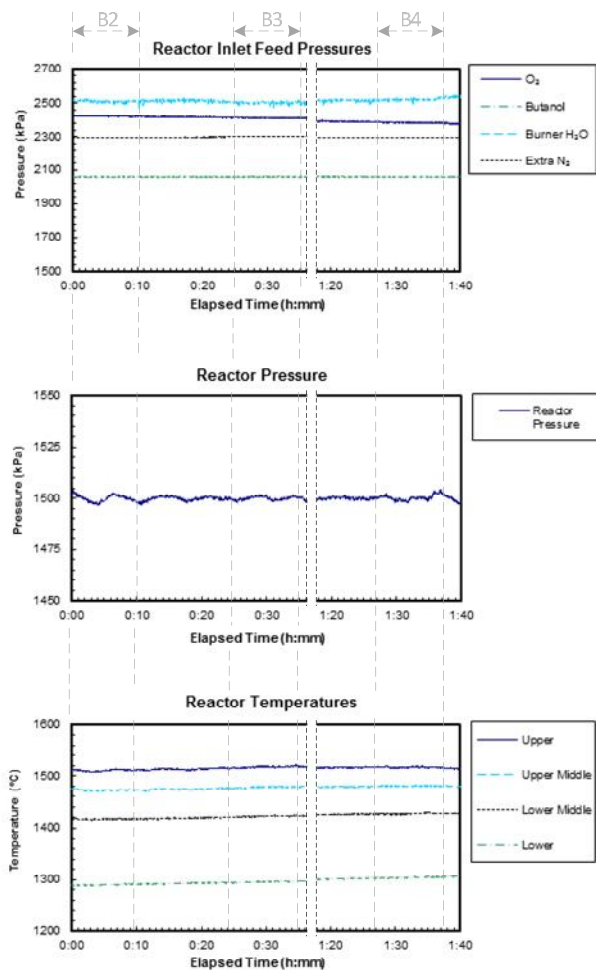 B2 B3 B4
Reactor Inlet Feed Pressures
2700
2500
2300
2100
1900
1700
1500
Pressure (kPa)
0:00 0:10 0:20 0:30 1:20 1:30 1:40
Elapsed Time (h:mm)
O₂
Butanol
Burner H₂O
Extra N₂
Reactor Pressure
1550
1525
1500
1475
1450
Pressure (kPa)
0:00 0:10 0:20 0:30 1:20 1:30 1:40
Elapsed Time (h:mm)
Reactor
Pressure
Reactor Temperatures
1600
1500
1400
1300
1200
Temperature (°C)
0:00 0:10 0:20 0:30 1:20 1:30 1:40
Elapsed Time (h:mm)
Upper
Upper Middle
Lower Middle
Lower